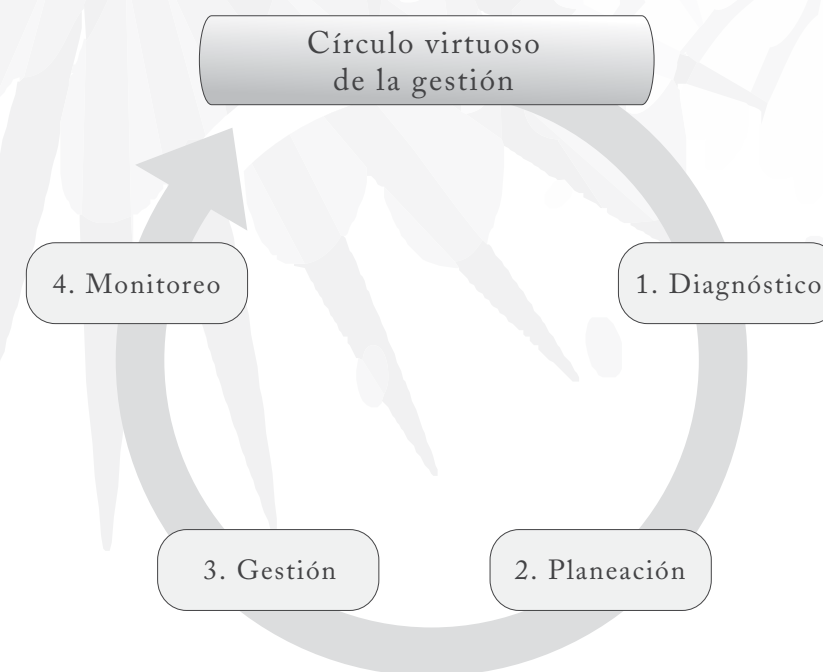 Círculo virtuoso
de la gestión
4. Monitoreo
1. Diagnóstico
3. Gestión
2. Planeación